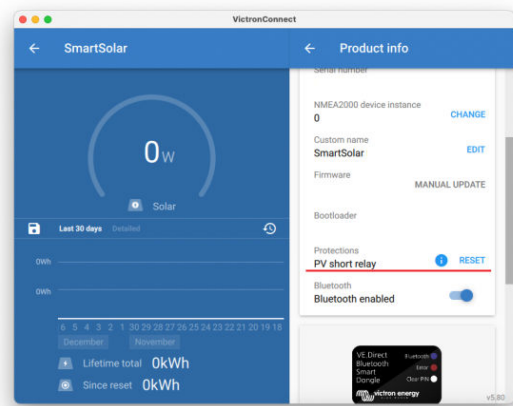 VictronConnect
SmartSolar
0W
Solar
Last 30 days Detailed
0Wh
0Wh
6 5 4 3 2 1 30 29 28 27 26 25 24 23 22 21 20 19 18
December November
Lifetime total 0kWh
Since reset 0kWh
Product info
Serial number
NMEA2000 device instance
0 CHANGE
Custom name
SmartSolar EDIT
Firmware
MANUAL UPDATE
Bootloader
Protections
PV short relay RESET
Bluetooth
Bluetooth enabled
VE.Direct Bluetooth
Bluetooth Error
Smart
Dongle Clear PIN
victron energy
v5.80